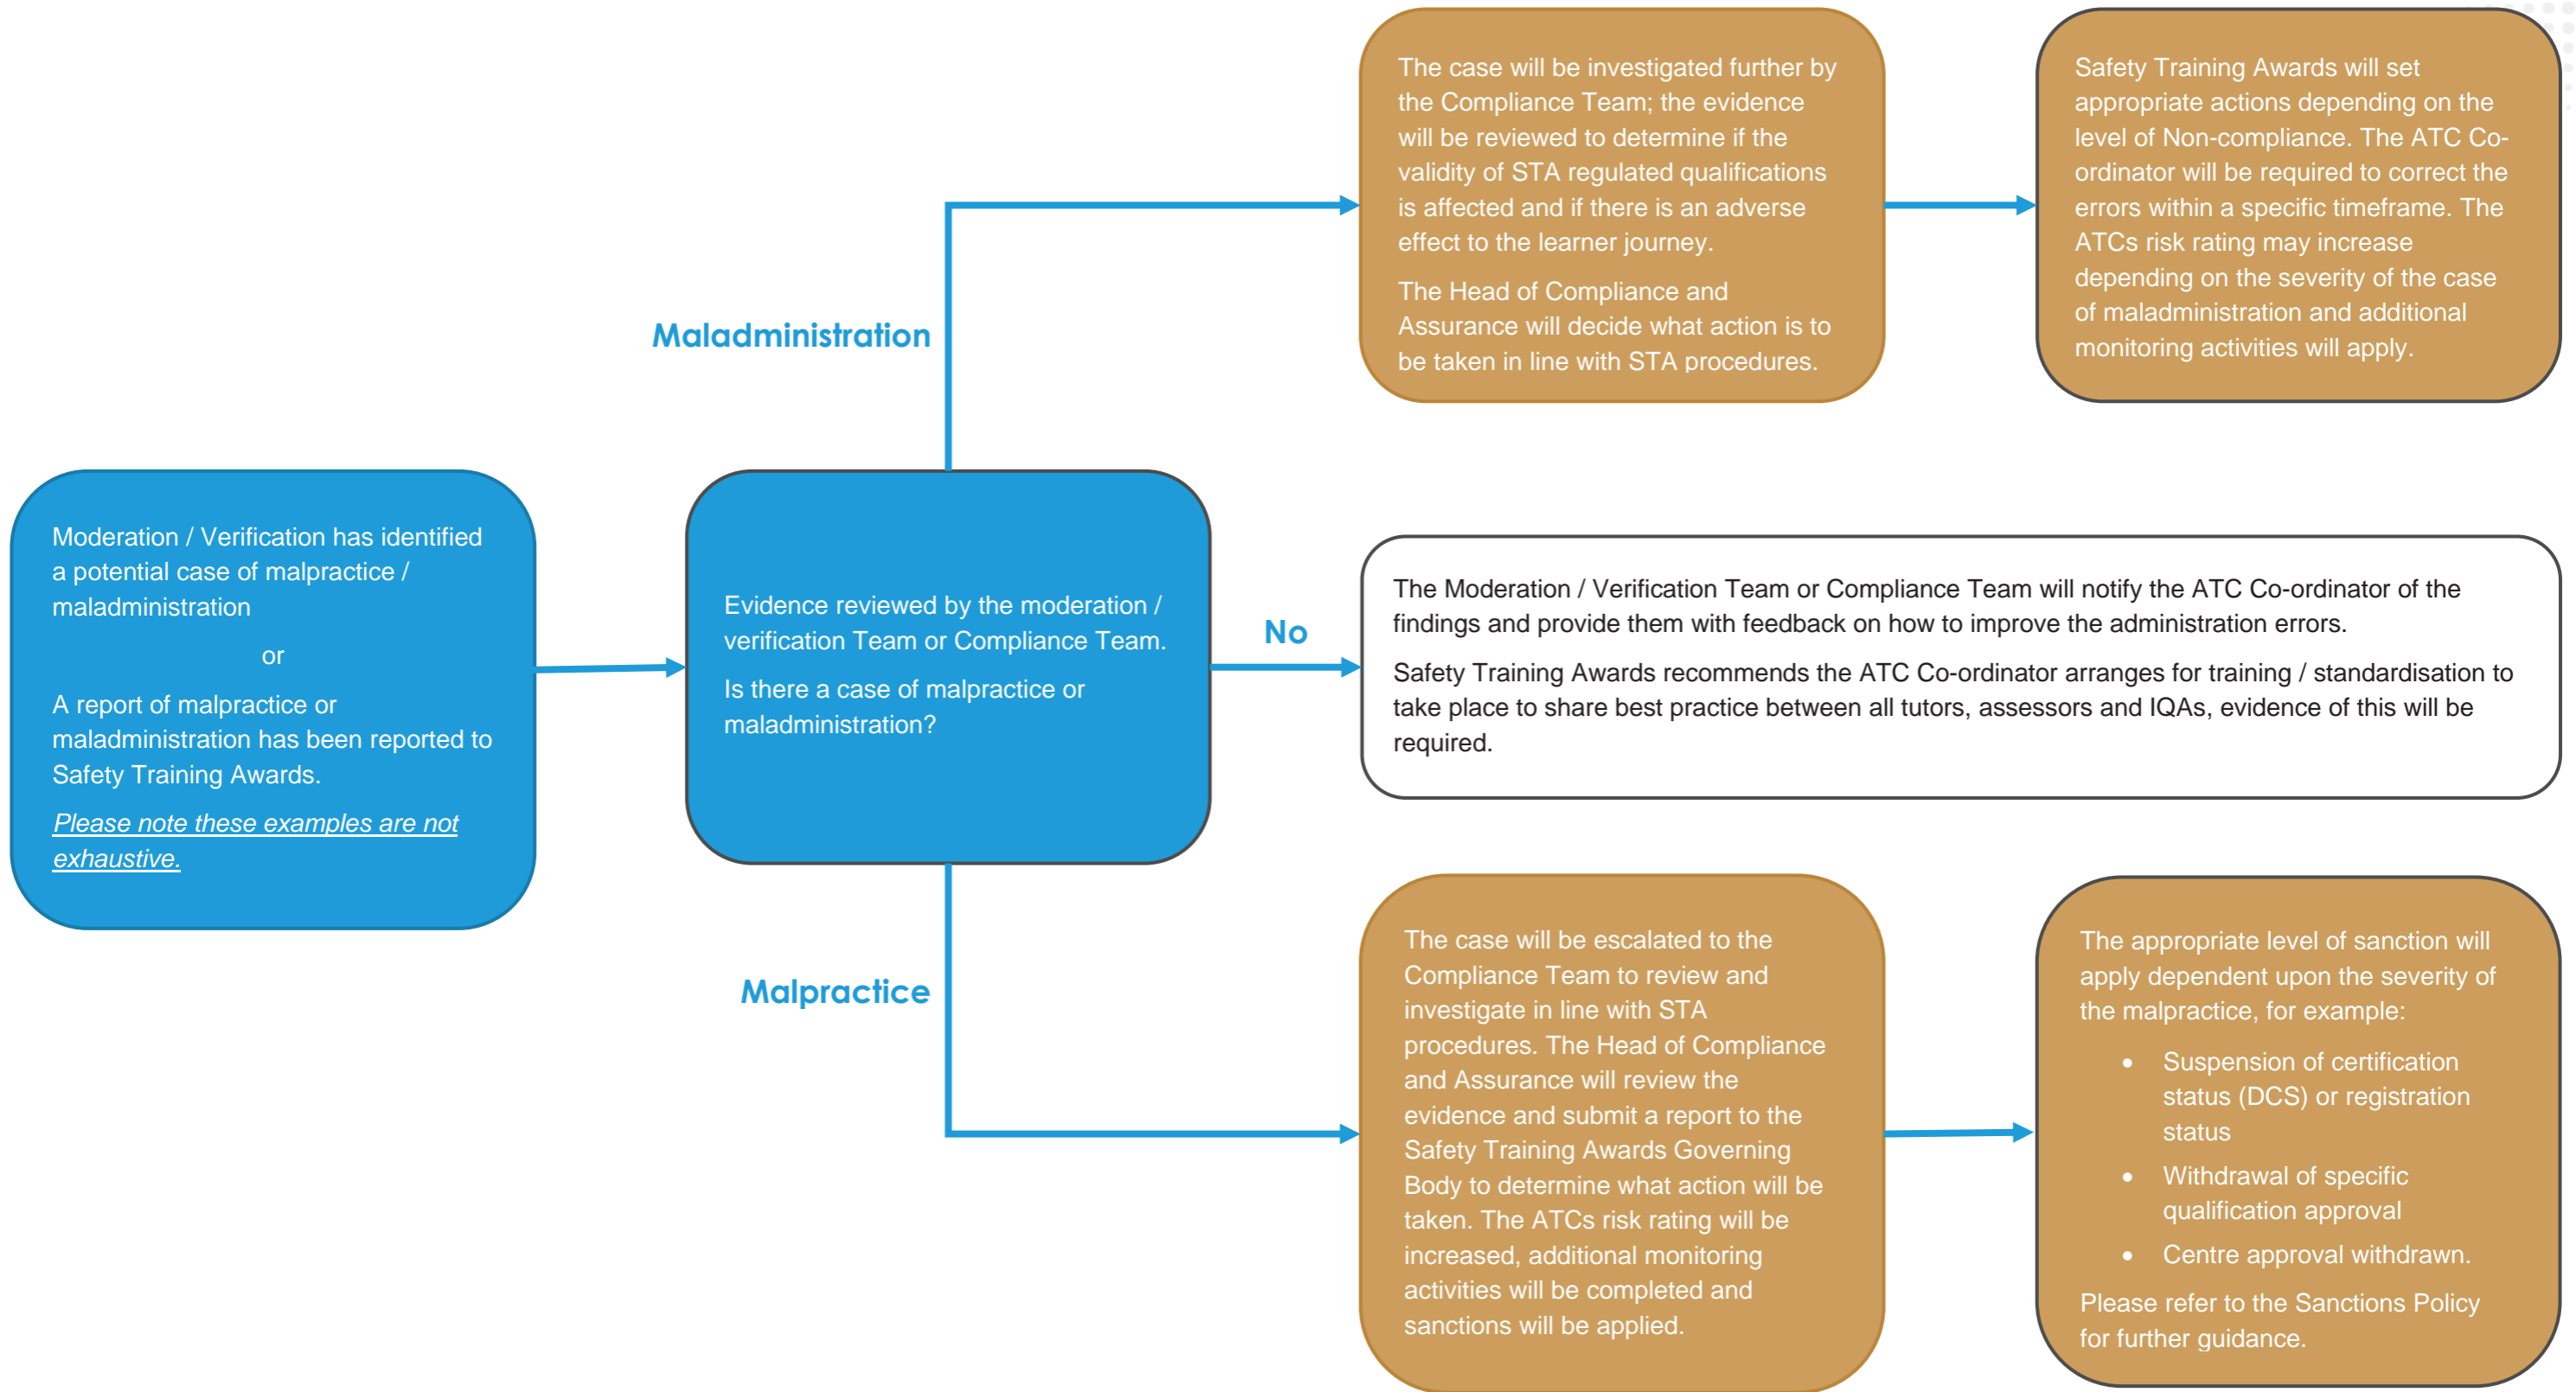 Moderation / Verification has identified
a potential case of malpractice /
maladministration
or
A report of malpractice or
maladministration has been reported to
Safety Training Awards.
Please note these examples are not
exhaustive.
Evidence reviewed by the moderation /
verification Team or Compliance Team.
Is there a case of malpractice or
maladministration?
Maladministration
The case will be investigated further by
the Compliance Team; the evidence
will be reviewed to determine if the
validity of STA regulated qualifications
is affected and if there is an adverse
effect to the learner journey.
The Head of Compliance and
Assurance will decide what action is to
be taken in line with STA procedures.
Safety Training Awards will set
appropriate actions depending on the
level of Non-compliance. The ATC Co-
ordinator will be required to correct the
errors within a specific timeframe. The
ATCs risk rating may increase
depending on the severity of the case
of maladministration and additional
monitoring activities will apply.
No
The Moderation / Verification Team or Compliance Team will notify the ATC Co-ordinator of the
findings and provide them with feedback on how to improve the administration errors.
Safety Training Awards recommends the ATC Co-ordinator arranges for training / standardisation to
take place to share best practice between all tutors, assessors and IQAs, evidence of this will be
required.
Malpractice
The case will be escalated to the
Compliance Team to review and
investigate in line with STA
procedures. The Head of Compliance
and Assurance will review the
evidence and submit a report to the
Safety Training Awards Governing
Body to determine what action will be
taken. The ATCs risk rating will be
increased, additional monitoring
activities will be completed and
sanctions will be applied.
The appropriate level of sanction will
apply dependent upon the severity of
the malpractice, for example:
• Suspension of certification
status (DCS) or registration
status
• Withdrawal of specific
qualification approval
• Centre approval withdrawn.
Please refer to the Sanctions Policy
for further guidance.